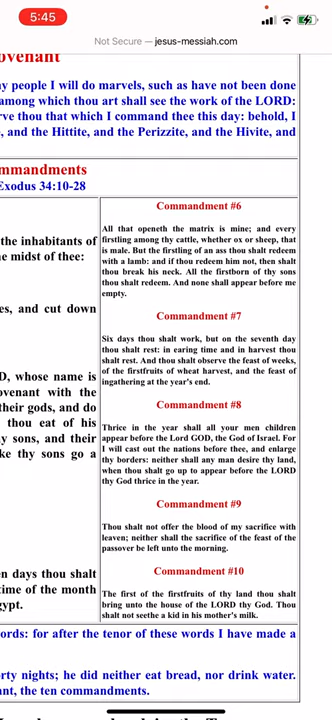 5:45
Not Secure — jesus-messiah.com
ovenant
ny people I will do marvels, such as have not been done
among which thou art shall see the work of the LORD:
rve thou that which I command thee this day: behold, I
, and the Hittite, and the Perizzite, and the Hivite, and
mmandments
Exodus 34:10-28
the inhabitants of
e midst of thee:
es, and cut down
D, whose name is
ovenant with the
their gods, and do
thou eat of his
y sons, and their
ke thy sons go a
en days thou shalt
time of the month
gypt.
Commandment #6
All that openeth the matrix is mine; and every
firstling among thy cattle, whether ox or sheep, that
is male. But the firstling of an ass thou shalt redeem
with a lamb: and if thou redeem him not, then shalt
thou break his neck. All the firstborn of thy sons
thou shalt redeem. And none shall appear before me
empty.
Commandment #7
Six days thou shalt work, but on the seventh day
thou shalt rest: in earing time and in harvest thou
shalt rest. And thou shalt observe the feast of weeks,
of the firstfruits of wheat harvest, and the feast of
ingathering at the year's end.
Commandment #8
Thrice in the year shall all your men children
appear before the Lord GOD, the God of Israel. For
I will cast out the nations before thee, and enlarge
thy borders: neither shall any man desire thy land,
when thou shalt go up to appear before the LORD
thy God thrice in the year.
Commandment #9
Thou shalt not offer the blood of my sacrifice with
leaven; neither shall the sacrifice of the feast of the
passover be left unto the morning.
Commandment #10
The first of the firstfruits of thy land thou shalt
bring unto the house of the LORD thy God. Thou
shalt not seethe a kid in his mother's milk.
ords: for after the tenor of these words I have made a
rty nights; he did neither eat bread, nor drink water.
ant, the ten commandments.